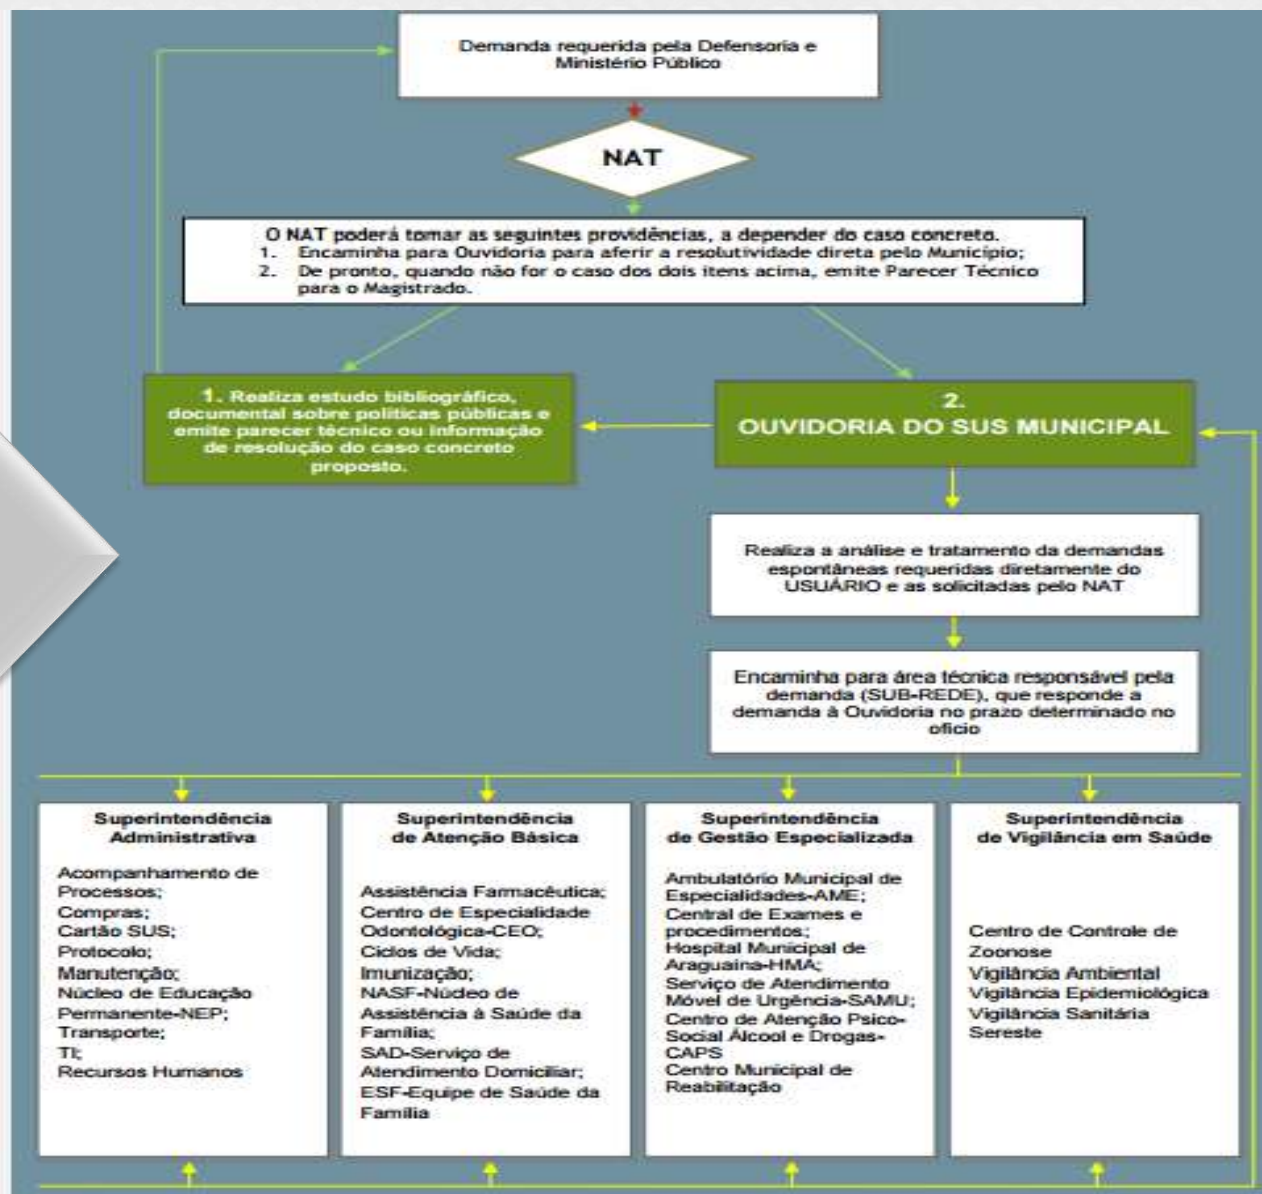 Demanda requerida pela Defensoria e
Ministério Público
NAT
O NAT poderá tomar as seguintes providências, a depender do caso concreto.
1. Encaminha para Ouvidoria para aferir a resolutividade direta pelo Município;
2. De pronto, quando não for o caso dos dois itens acima, emite Parecer Técnico
para o Magistrado.
1. Realiza estudo bibliográfico,
documental sobre políticas públicas e
emite parecer técnico ou informação
de resolução do caso concreto
proposto.
2.
OUVIDORIA DO SUS MUNICIPAL
Realiza a análise e tratamento da demandas
espontâneas requeridas diretamente do
USUÁRIO e as solicitadas pelo NAT
Encaminha para área técnica responsável pela
demanda (SUB-REDE), que responde a
demanda à Ouvidoria no prazo determinado no
oficio
Superintendência
Administrativa
Acompanhamento de
Processos;
Compras;
Cartão SUS;
Protocolo;
Manutenção;
Núcleo de Educação
Permanente-NEP;
Transporte;
TI;
Recursos Humanos
Superintendência
de Atenção Básica
Assistência Farmacêutica;
Centro de Especialidade
Odontológica-CEO;
Ciclos de Vida;
Imunização;
NASF-Núcleo de
Assistência à Saúde da
Família;
SAD-Serviço de
Atendimento Domiciliar;
ESF-Equipe de Saúde da
Família
Superintendência
de Gestão Especializada
Ambulatório Municipal de
Especialidades-AME;
Central de Exames e
procedimentos;
Hospital Municipal de
Araguaina-HMA;
Serviço de Atendimento
Móvel de Urgência-SAMU;
Centro de Atenção Psico-
Social Álcool e Drogas-
CAPS
Centro Municipal de
Reabilitação
Superintendência
de Vigilância em Saúde
Centro de Controle de
Zoonose
Vigilância Ambiental
Vigilância Epidemiológica
Vigilância Sanitária
Sereste